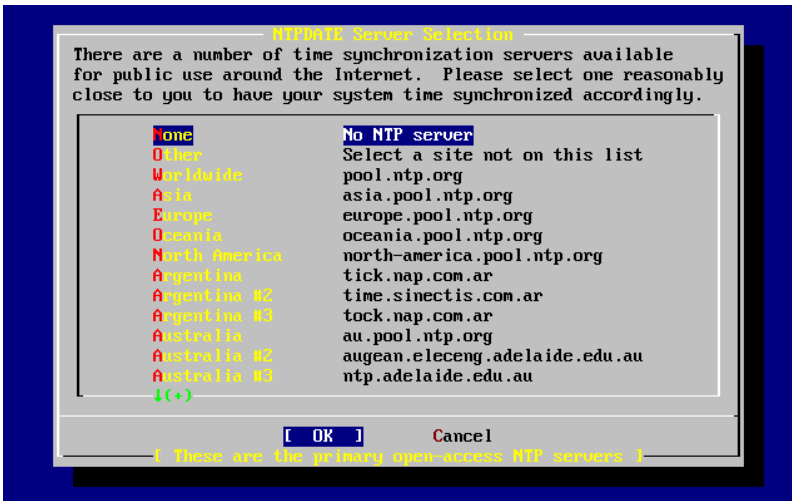 NTPDATE Server Selection
There are a number of time synchronization servers available
for public use around the Internet.  Please select one reasonably
close to you to have your system time synchronized accordingly.
None No NTP server
Other Select a site not on this list
Worldwide pool.ntp.org
Asia asia.pool.ntp.org
Europe europe.pool.ntp.org
Oceania oceania.pool.ntp.org
North America north-america.pool.ntp.org
Argentina tick.nap.com.ar
Argentina #2 time.sinectis.com.ar
Argentina #3 tock.nap.com.ar
Australia au.pool.ntp.org
Australia #2 augean.eleceng.adelaide.edu.au
Australia #3 ntp.adelaide.edu.au
↓(+)
[ OK ] Cancel
[ These are the primary open-access NTP servers ]